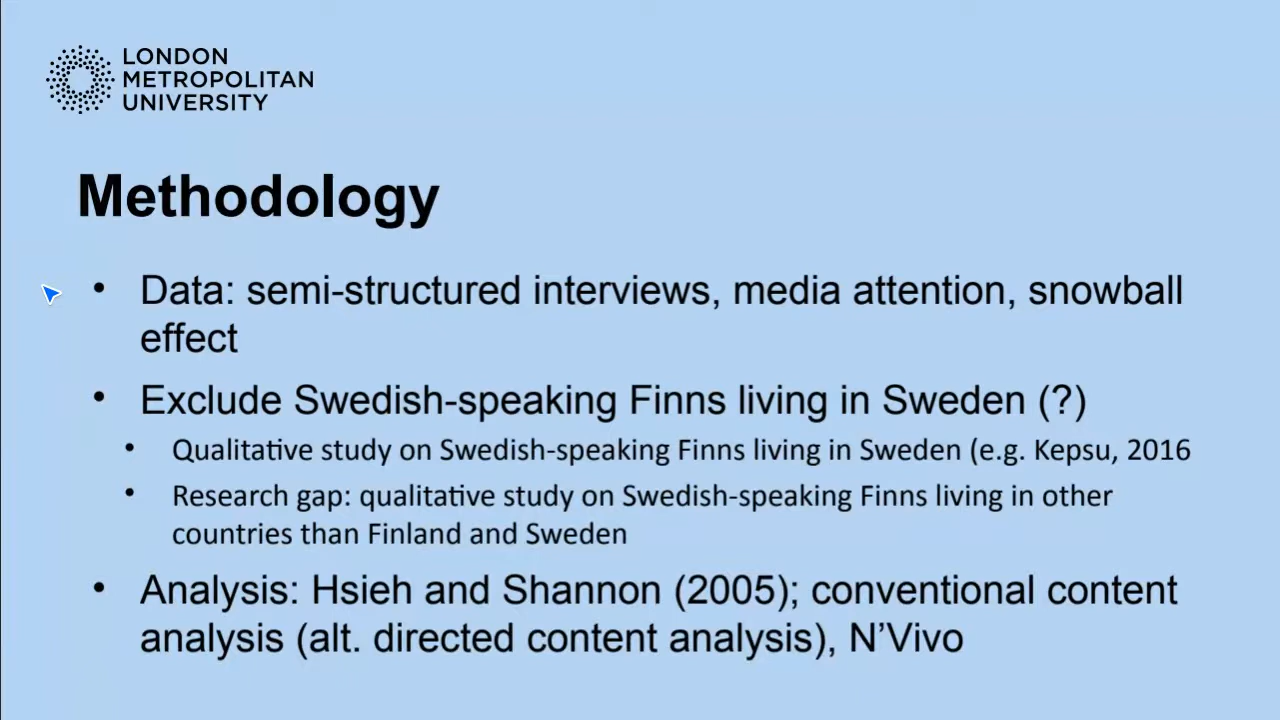 LONDON
METROPOLITAN
UNIVERSITY
Methodology
• Data: semi-structured interviews, media attention, snowball
effect
• Exclude Swedish-speaking Finns living in Sweden (?)
• Qualitative study on Swedish-speaking Finns living in Sweden (e.g. Kepsu, 2016
• Research gap: qualitative study on Swedish-speaking Finns living in other
countries than Finland and Sweden
• Analysis: Hsieh and Shannon (2005); conventional content
analysis (alt. directed content analysis), N’Vivo